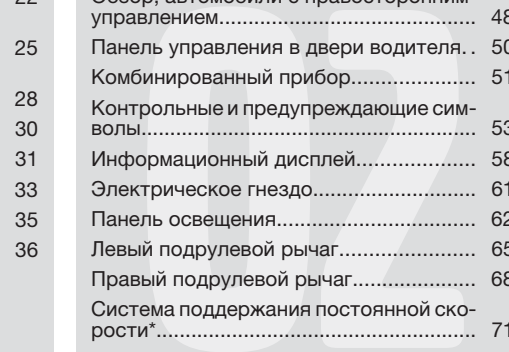 управлением................................................ 48
25
Панель управления в двери водителя. . 50
Комбинированный прибор...................... 51
28
Контрольные и предупреждающие сим-
30
волы............................................................. 53
31
Информационный дисплей.................... 58
33
Электрическое гнездо............................. 61
35
Панель освещения.................................... 62
36
Левый подрулевой рычаг......................... 65
Правый подрулевой рычаг...................... 68
Система поддержания постоянной ско-
рости*.......................................................... 71
02